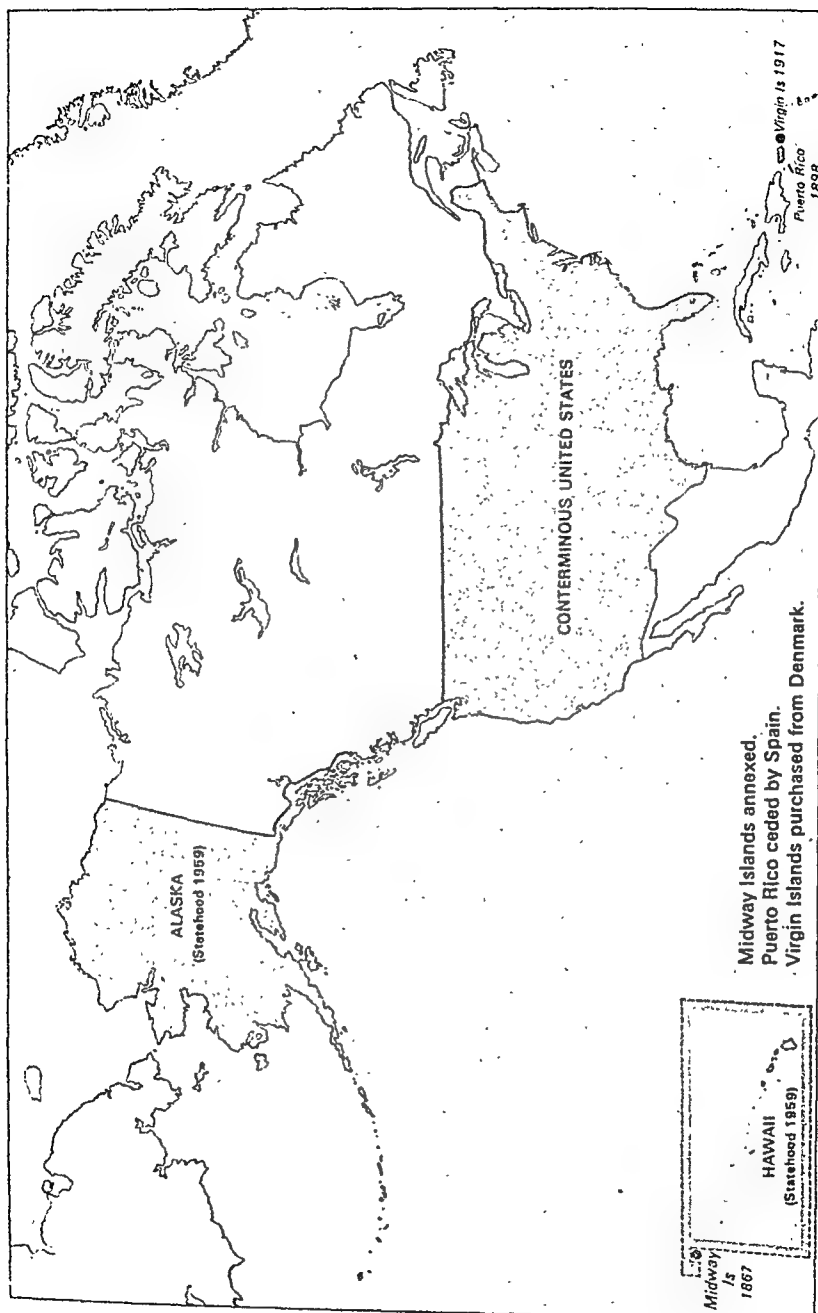 ALASKA
(Statehood 1959)
CONTERMINOUS UNITED STATES
Midway
Is
1867
HAWAII
(Statehood 1959)
Midway Islands annexed.
Puerto Rico ceded by Spain.
Virgin Islands purchased from Denmark.
Puerto Rico
1898
Virgin Is 1917